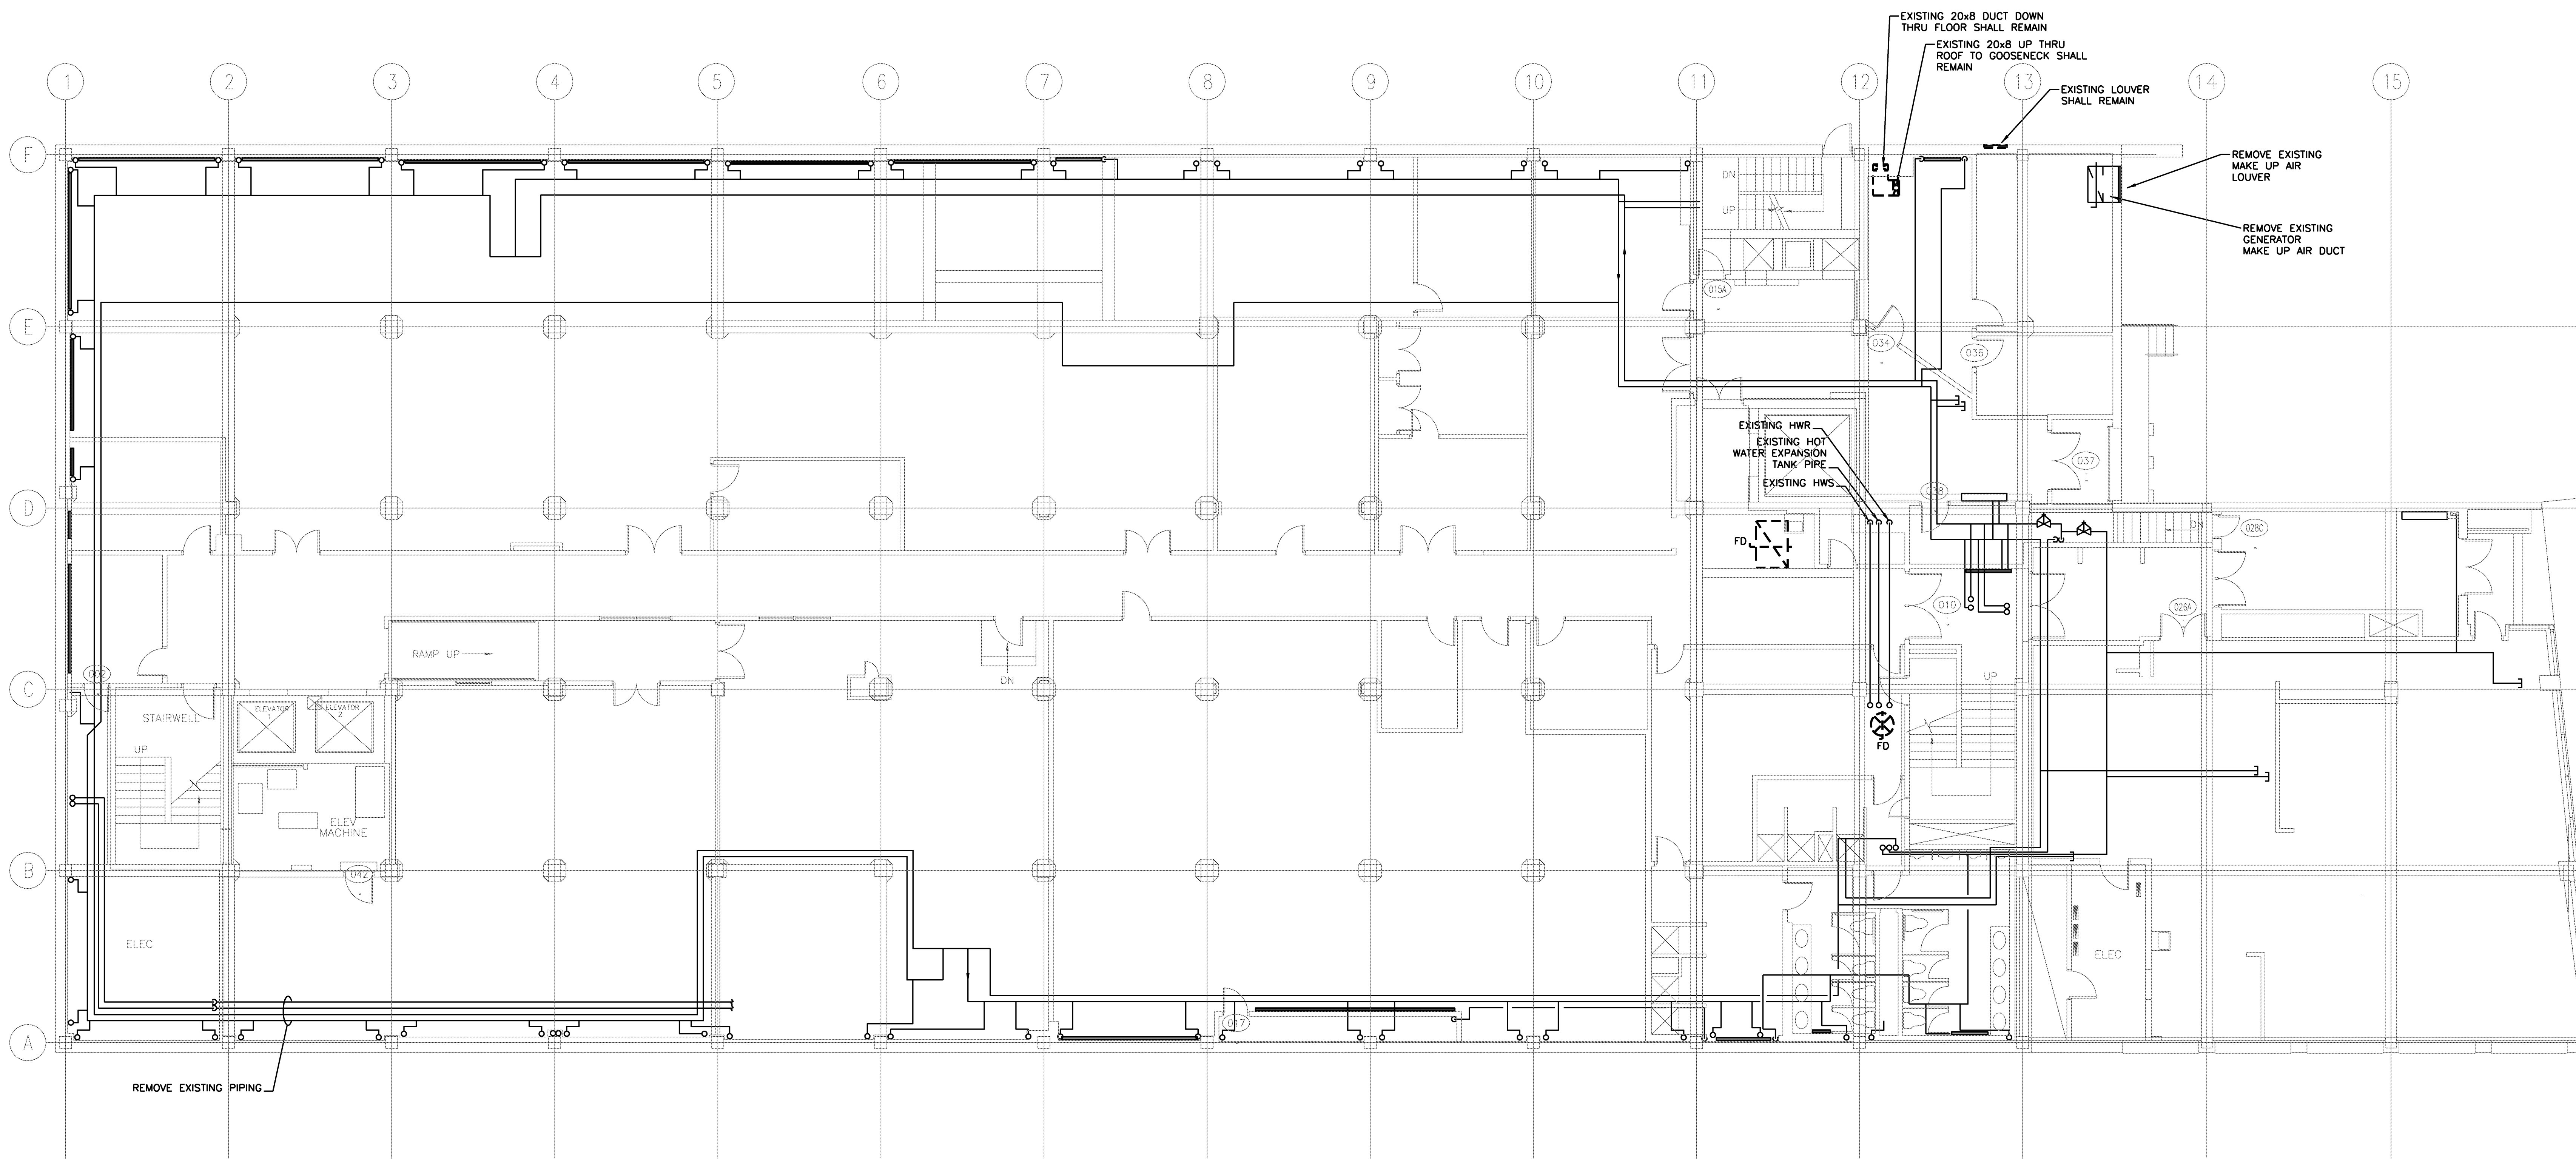 EXISTING 20x8 DUCT DOWN
THRU FLOOR SHALL REMAIN
EXISTING 20x8 UP THRU
ROOF TO GOOSENECK SHALL
REMAIN
1
2
3
4
5
6
7
8
9
10
11
12
13
14
15
EXISTING LOUVER
SHALL REMAIN
F
REMOVE EXISTING
MAKE UP AIR
LOUVER
DN
UP
REMOVE EXISTING
GENERATOR
MAKE UP AIR DUCT
015A
E
034
036
EXISTING HWR
EXISTING HOT
WATER EXPANSION
TANK PIPE
EXISTING HWS
037
038
D
DN
028C
FD
010
026A
RAMP UP
DN
UP
002
C
STAIRWELL
ELEVATOR
1
ELEVATOR
2
UP
FD
ELEV
MACHINE
B
042
ELEC
ELEC
017
A
REMOVE EXISTING PIPING